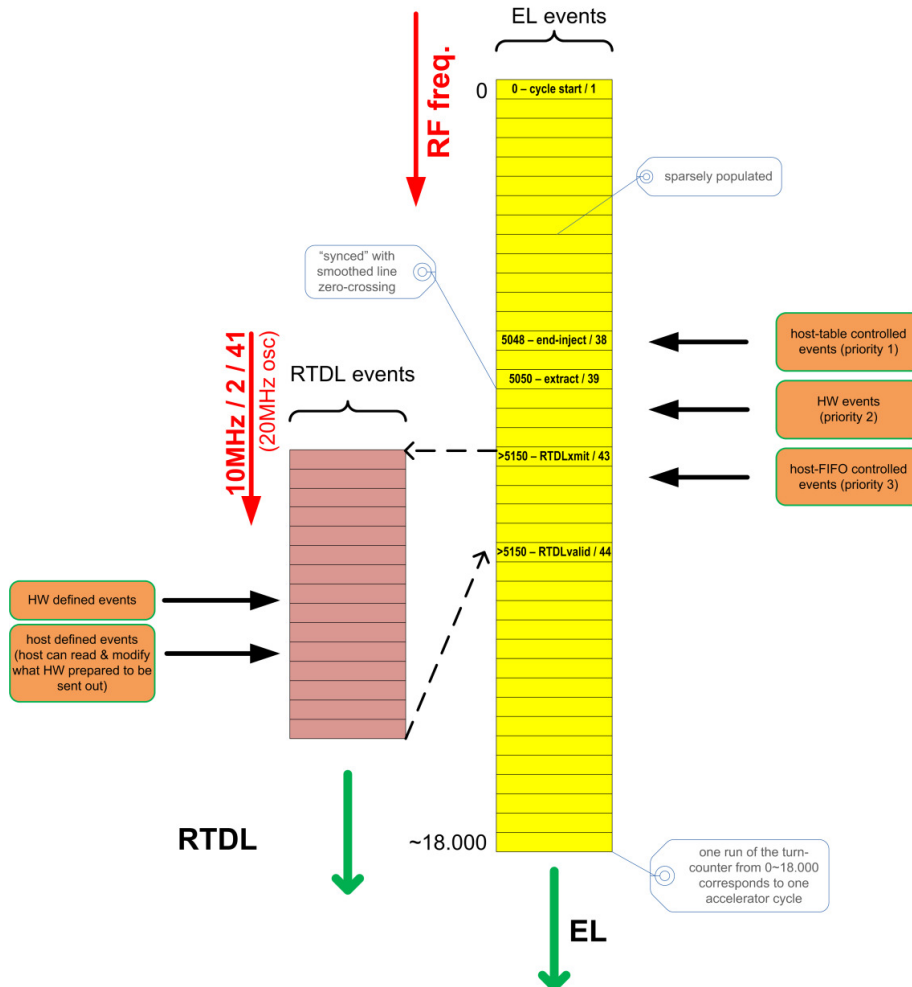 EL events
RF freq.
0
0 – cycle start / 1
sparsely populated
“synced” with
smoothed line
zero-crossing
5048 – end-inject / 38
host-table controlled
events (priority 1)
10MHz / 2 / 41
(20MHz osc)
RTDL events
5050 – extract / 39
HW events
(priority 2)
>5150 – RTDLxmit / 43
host-FIFO controlled
events (priority 3)
>5150 – RTDLvalid / 44
HW defined events
host defined events
(host can read & modify
what HW prepared to be
sent out)
RTDL
~18.000
one run of the turn-
counter from 0~18.000
corresponds to one
accelerator cycle
EL